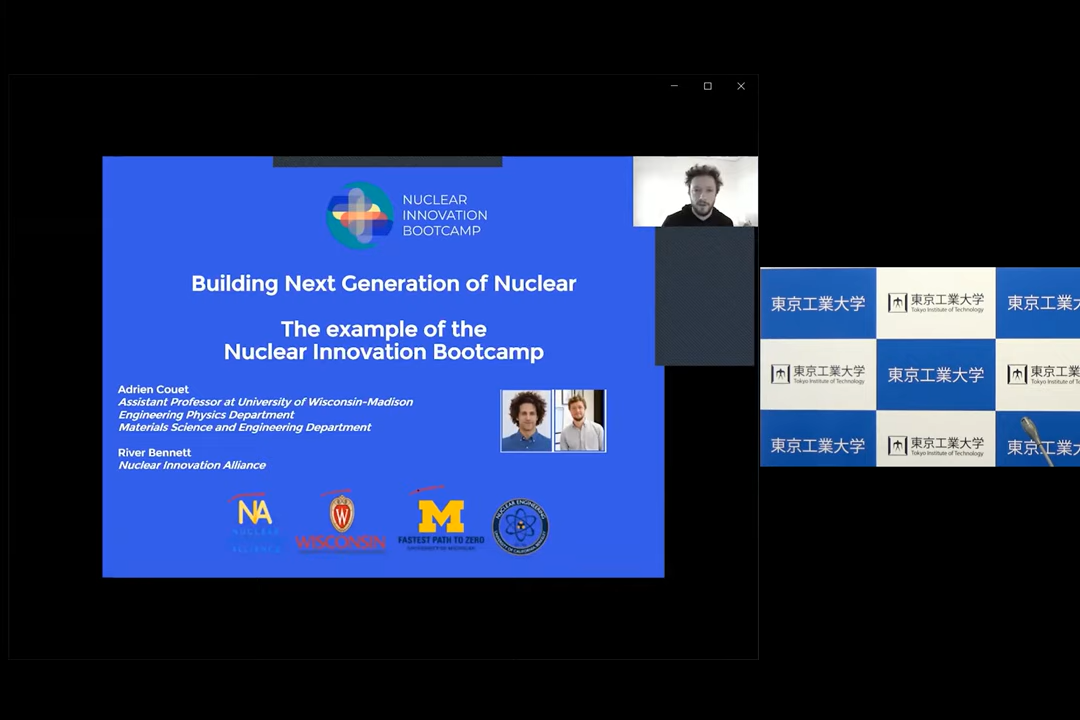 NUCLEAR
INNOVATION
BOOTCAMP
Building Next Generation of Nuclear
The example of the
Nuclear Innovation Bootcamp
Adrien Couet
Assistant Professor at University of Wisconsin-Madison
Engineering Physics Department
Materials Science and Engineering Department
River Bennett
Nuclear Innovation Alliance
NA
NUCLEAR
ALLIANCE
W
WISCONSIN
M
FASTEST PATH TO ZERO
NUCLEAR ENGINEERING
東京工業大学
東京工業大学
Tokyo Institute of Technology
東京工業大
東京工業大学
Tokyo Institute of Technology
東京工業大学
東京工業
Tokyo Institute of
東京工業大学
東京工業大学
Tokyo Institute of Technology
東京工業大